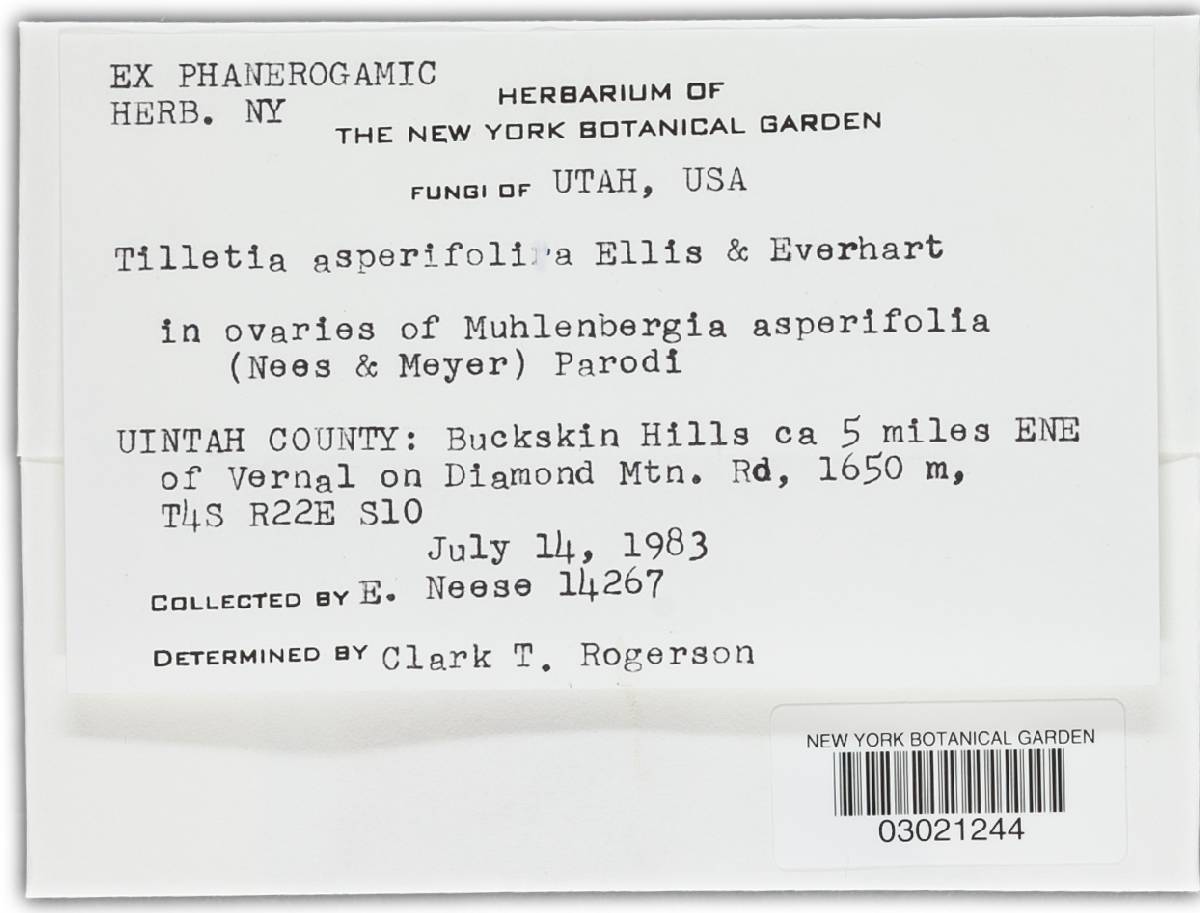 EX PHANEROGAMIC
HERB. NY
HERBARIUM OF
THE NEW YORK BOTANICAL GARDEN
FUNGI OF UTAH, USA
Tilletia Ellis & Everhart
in ovaries of Muhlenbergia asperifolia
(Nees & Meyer) Parodi
UINTAH COUNTY: Buckskin Hills ca 5 miles ENE
of Vernal on Diamond Mtn. Rd, 1650 m,
T4S R22E S10
July 14, 1983
COLLECTED BY E. Neese 14267
DETERMINED BY Clark T. Rogerson
NEW YORK BOTANICAL GARDEN
03021244